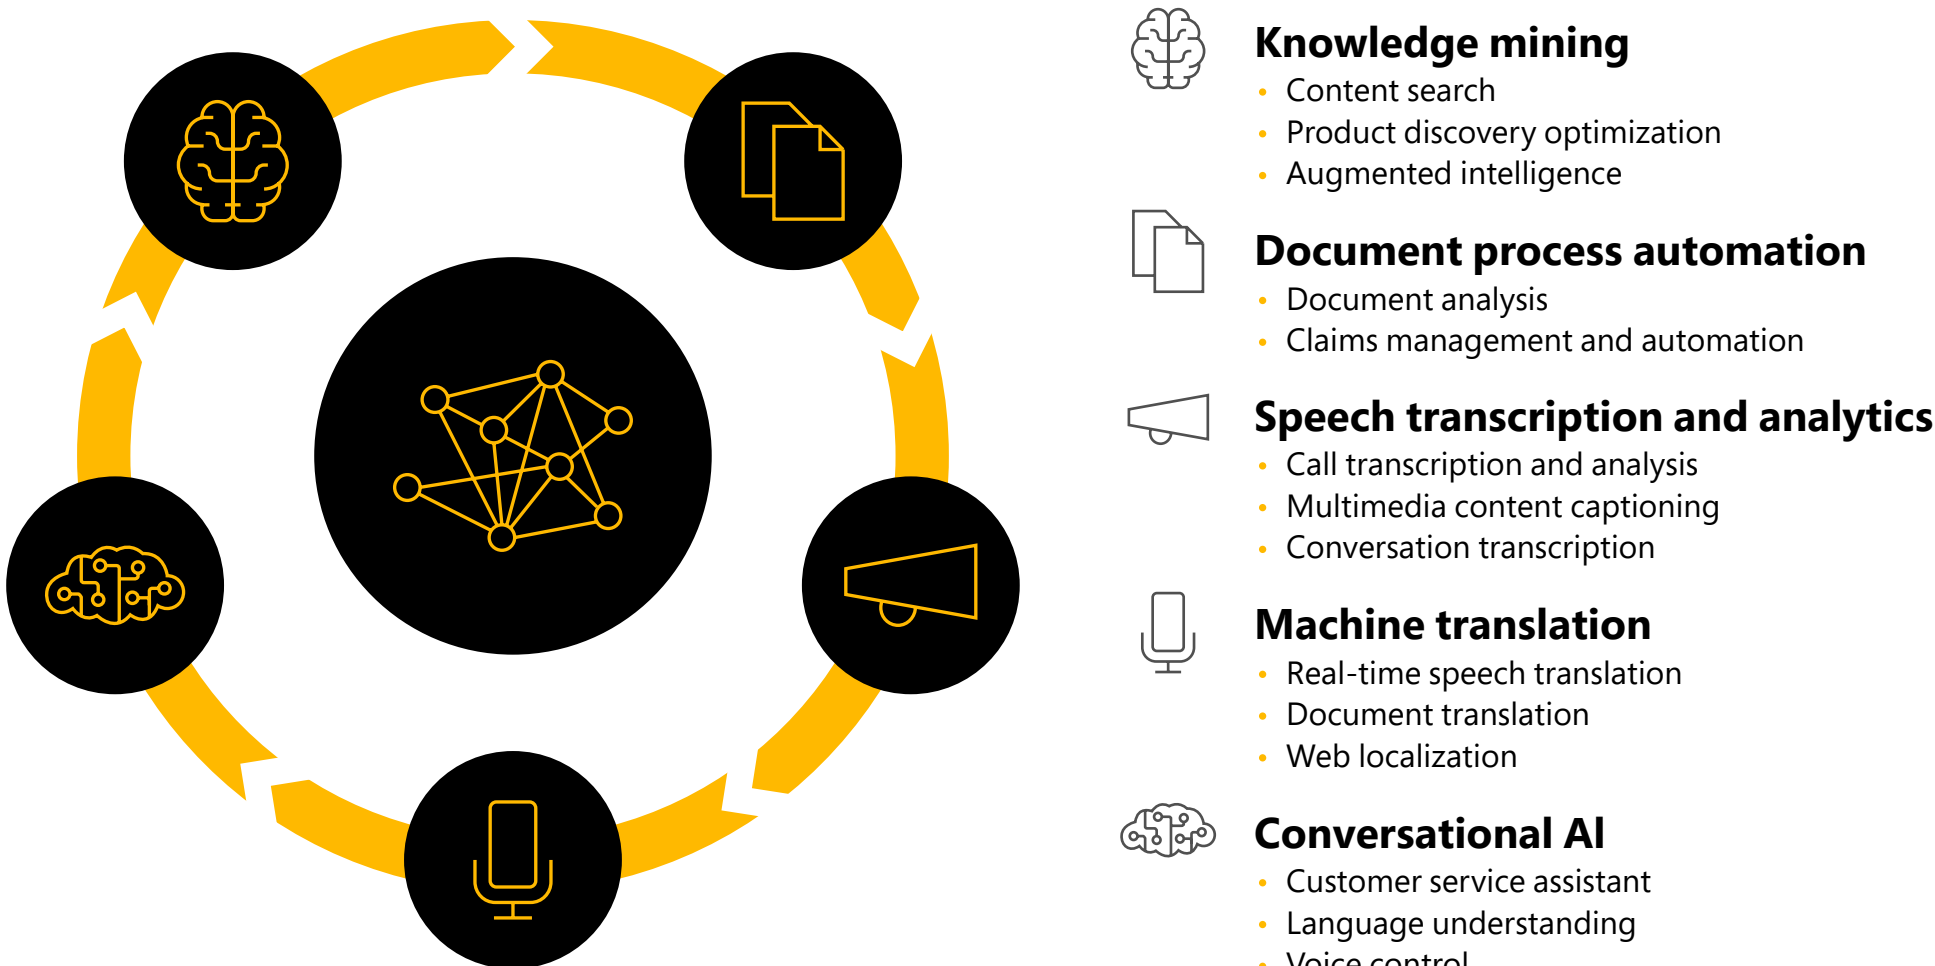 Knowledge mining
• Content search
• Product discovery optimization
• Augmented intelligence
Document process automation
• Document analysis
• Claims management and automation
Speech transcription and analytics
• Call transcription and analysis
• Multimedia content captioning
• Conversation transcription
Machine translation
• Real-time speech translation
• Document translation
• Web localization
Conversational AI
• Customer service assistant
• Language understanding
• Voice control